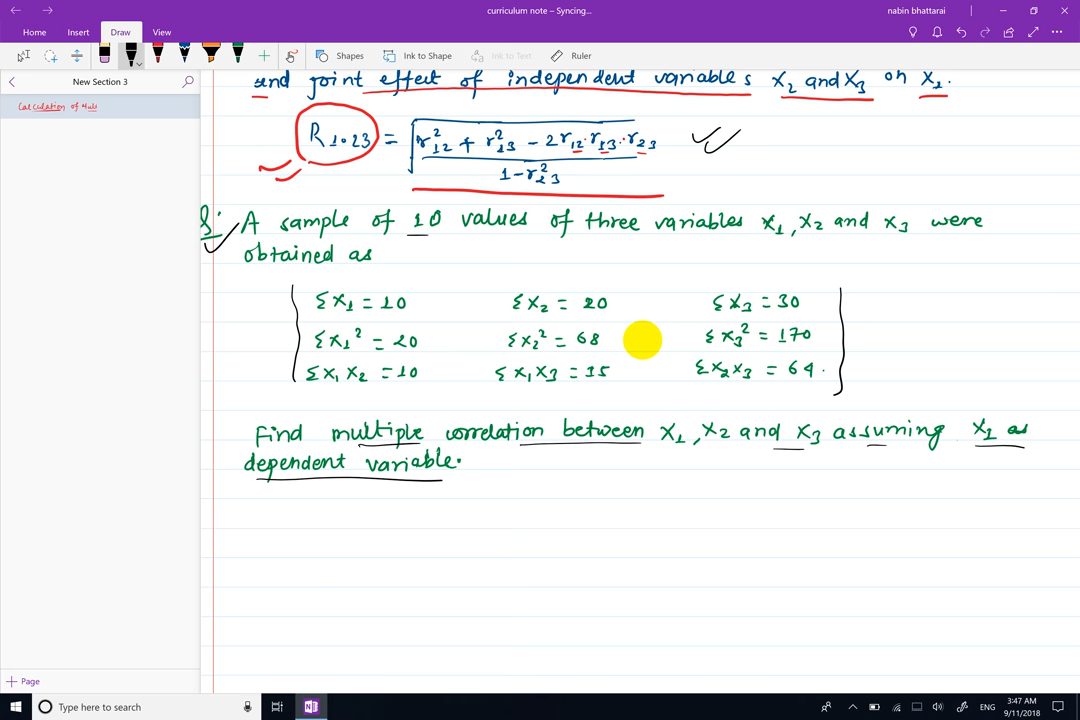 curriculum note – Syncing...
nabin bhattarai
Home Insert Draw View
Shapes Ink to Shape Ink to Text Ruler
New Section 3
Calculation of
and joint effect of independent variables X2 and X3 on X1.
R1.23 = √(r²12 + r²13 - 2r12.r13.r23 / 1-r²23)
Q: A sample of 10 values of three variables X1, X2 and X3 were
obtained as
ΣX1 = 10 ΣX2 = 20 ΣX3 = 30
ΣX1² = 20 ΣX2² = 68 ΣX3² = 170
ΣX1X2 = 10 ΣX1X3 = 15 ΣX2X3 = 64.
Find multiple correlation between X1, X2 and X3 assuming X1 as
dependent variable.
Page
Type here to search
ENG
3:47 AM
9/11/2018